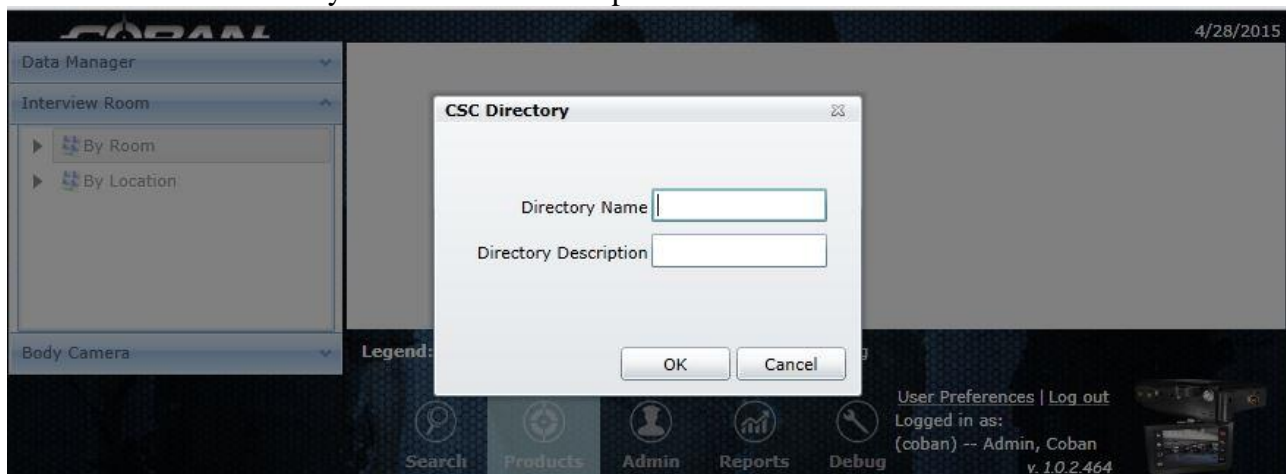 COBAN
4/28/2015
Data Manager
Interview Room
By Room
By Location
Body Camera
CSC Directory
Directory Name
Directory Description
OK Cancel
Legend:
Search Products Admin Reports Debug
User Preferences | Log out
Logged in as:
(coban) -- Admin, Coban
v. 1.0.2.464